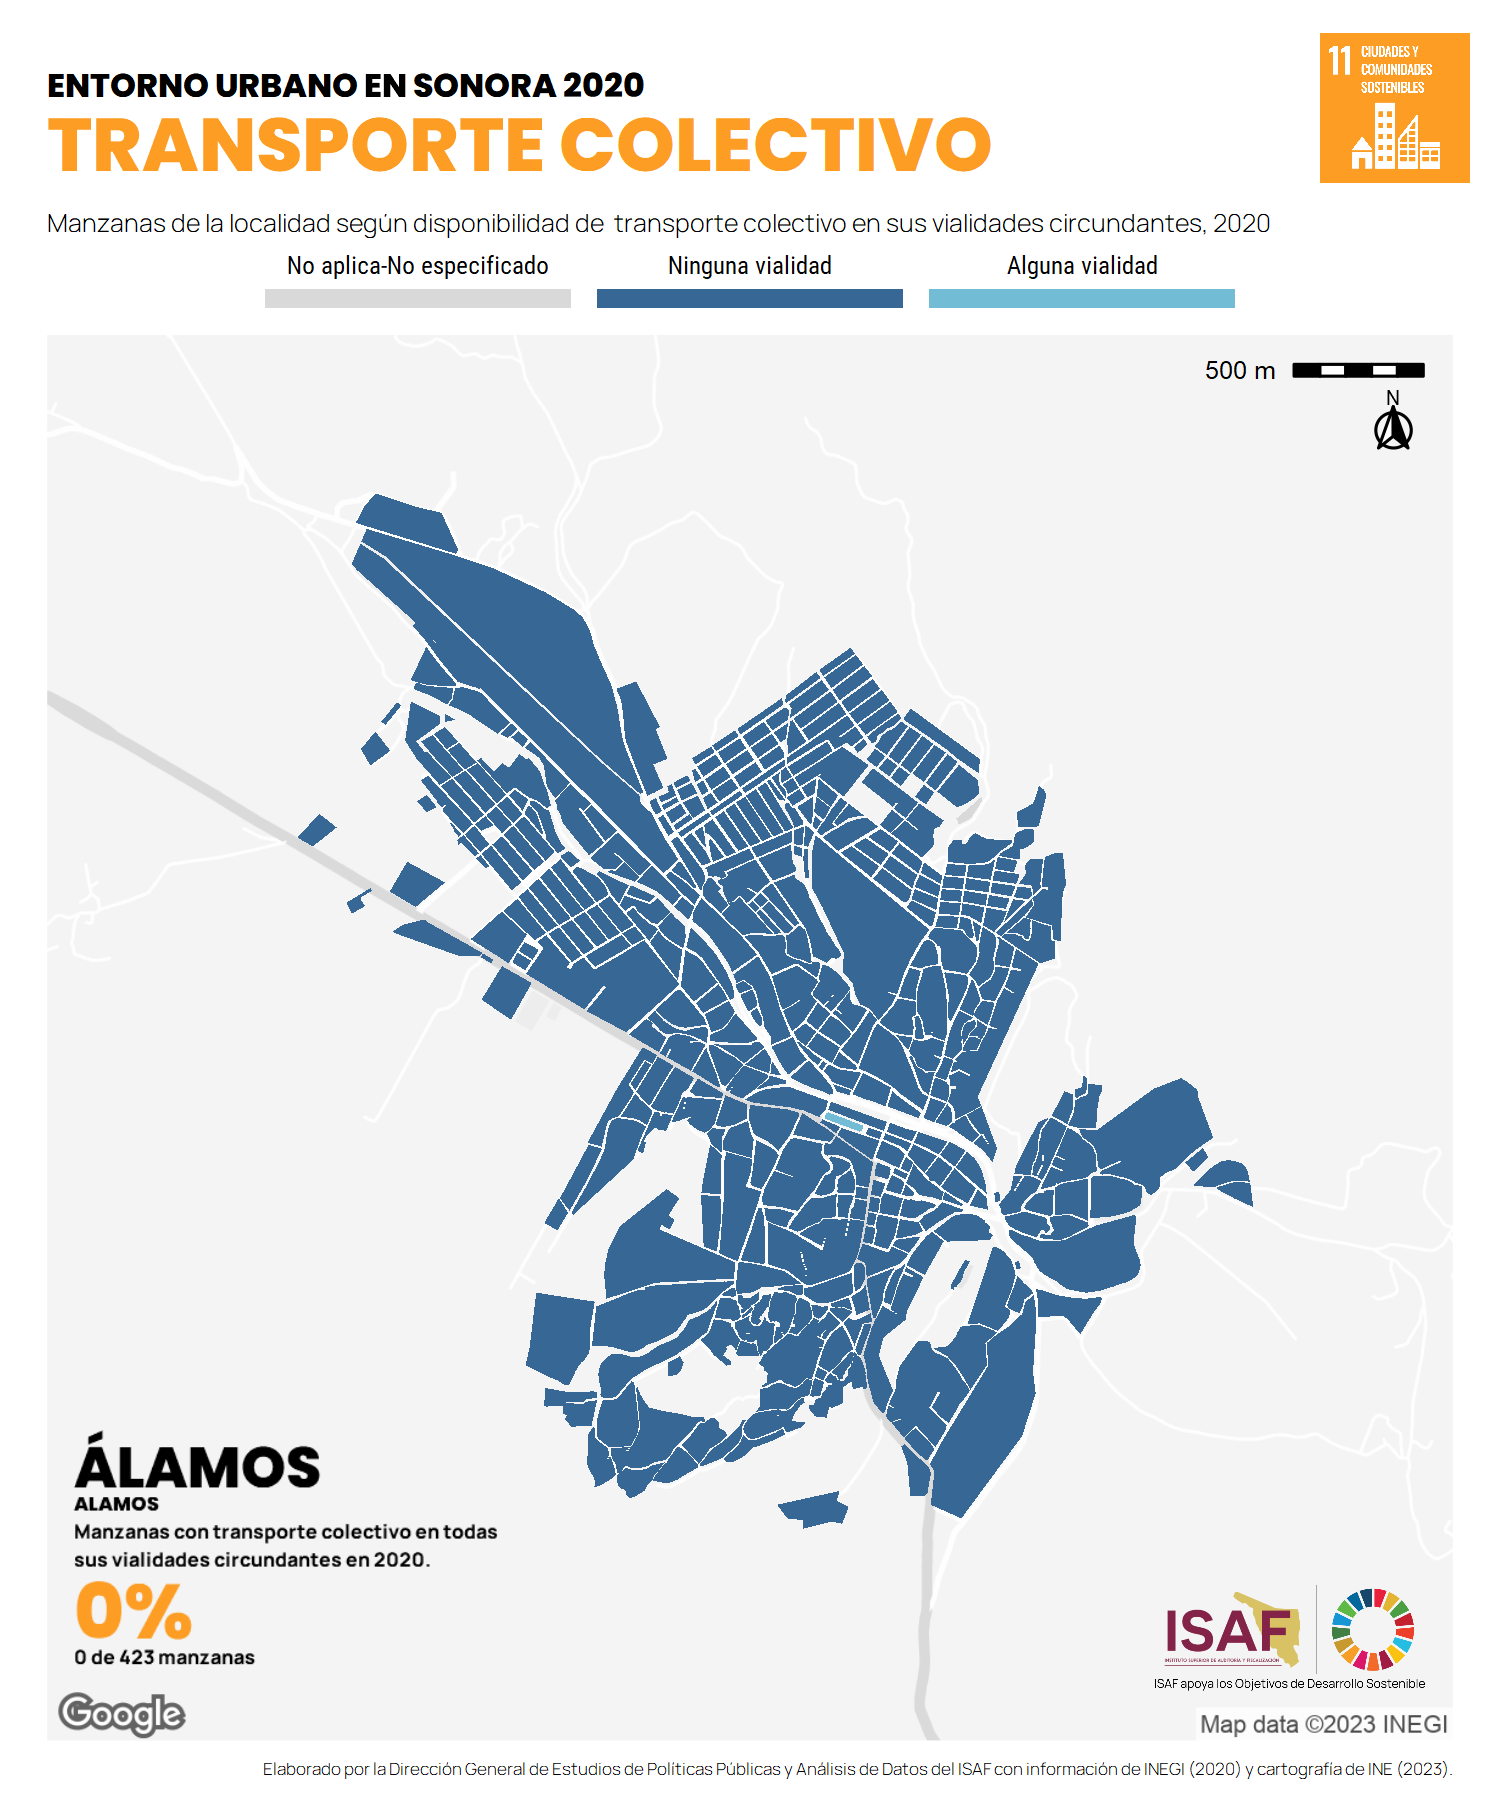 ENTORNO URBANO EN SONORA 2020
TRANSPORTE COLECTIVO
11 CIUDADES Y
COMUNIDADES
SOSTENIBLES
Manzanas de la localidad según disponibilidad de transporte colectivo en sus vialidades circundantes, 2020
No aplica-No especificado
Ninguna vialidad
Alguna vialidad
500 m
N
ÁLAMOS
ALAMOS
Manzanas con transporte colectivo en todas
sus vialidades circundantes en 2020.
0%
0 de 423 manzanas
Google
ISAF
INSTITUTO SUPERIOR DE AUDITORÍA Y FISCALIZACIÓN
ISAF apoya los Objetivos de Desarrollo Sostenible
Map data ©2023 INEGI
Elaborado por la Dirección General de Estudios de Políticas Públicas y Análisis de Datos del ISAF con información de INEGI (2020) y cartografía de INE (2023).